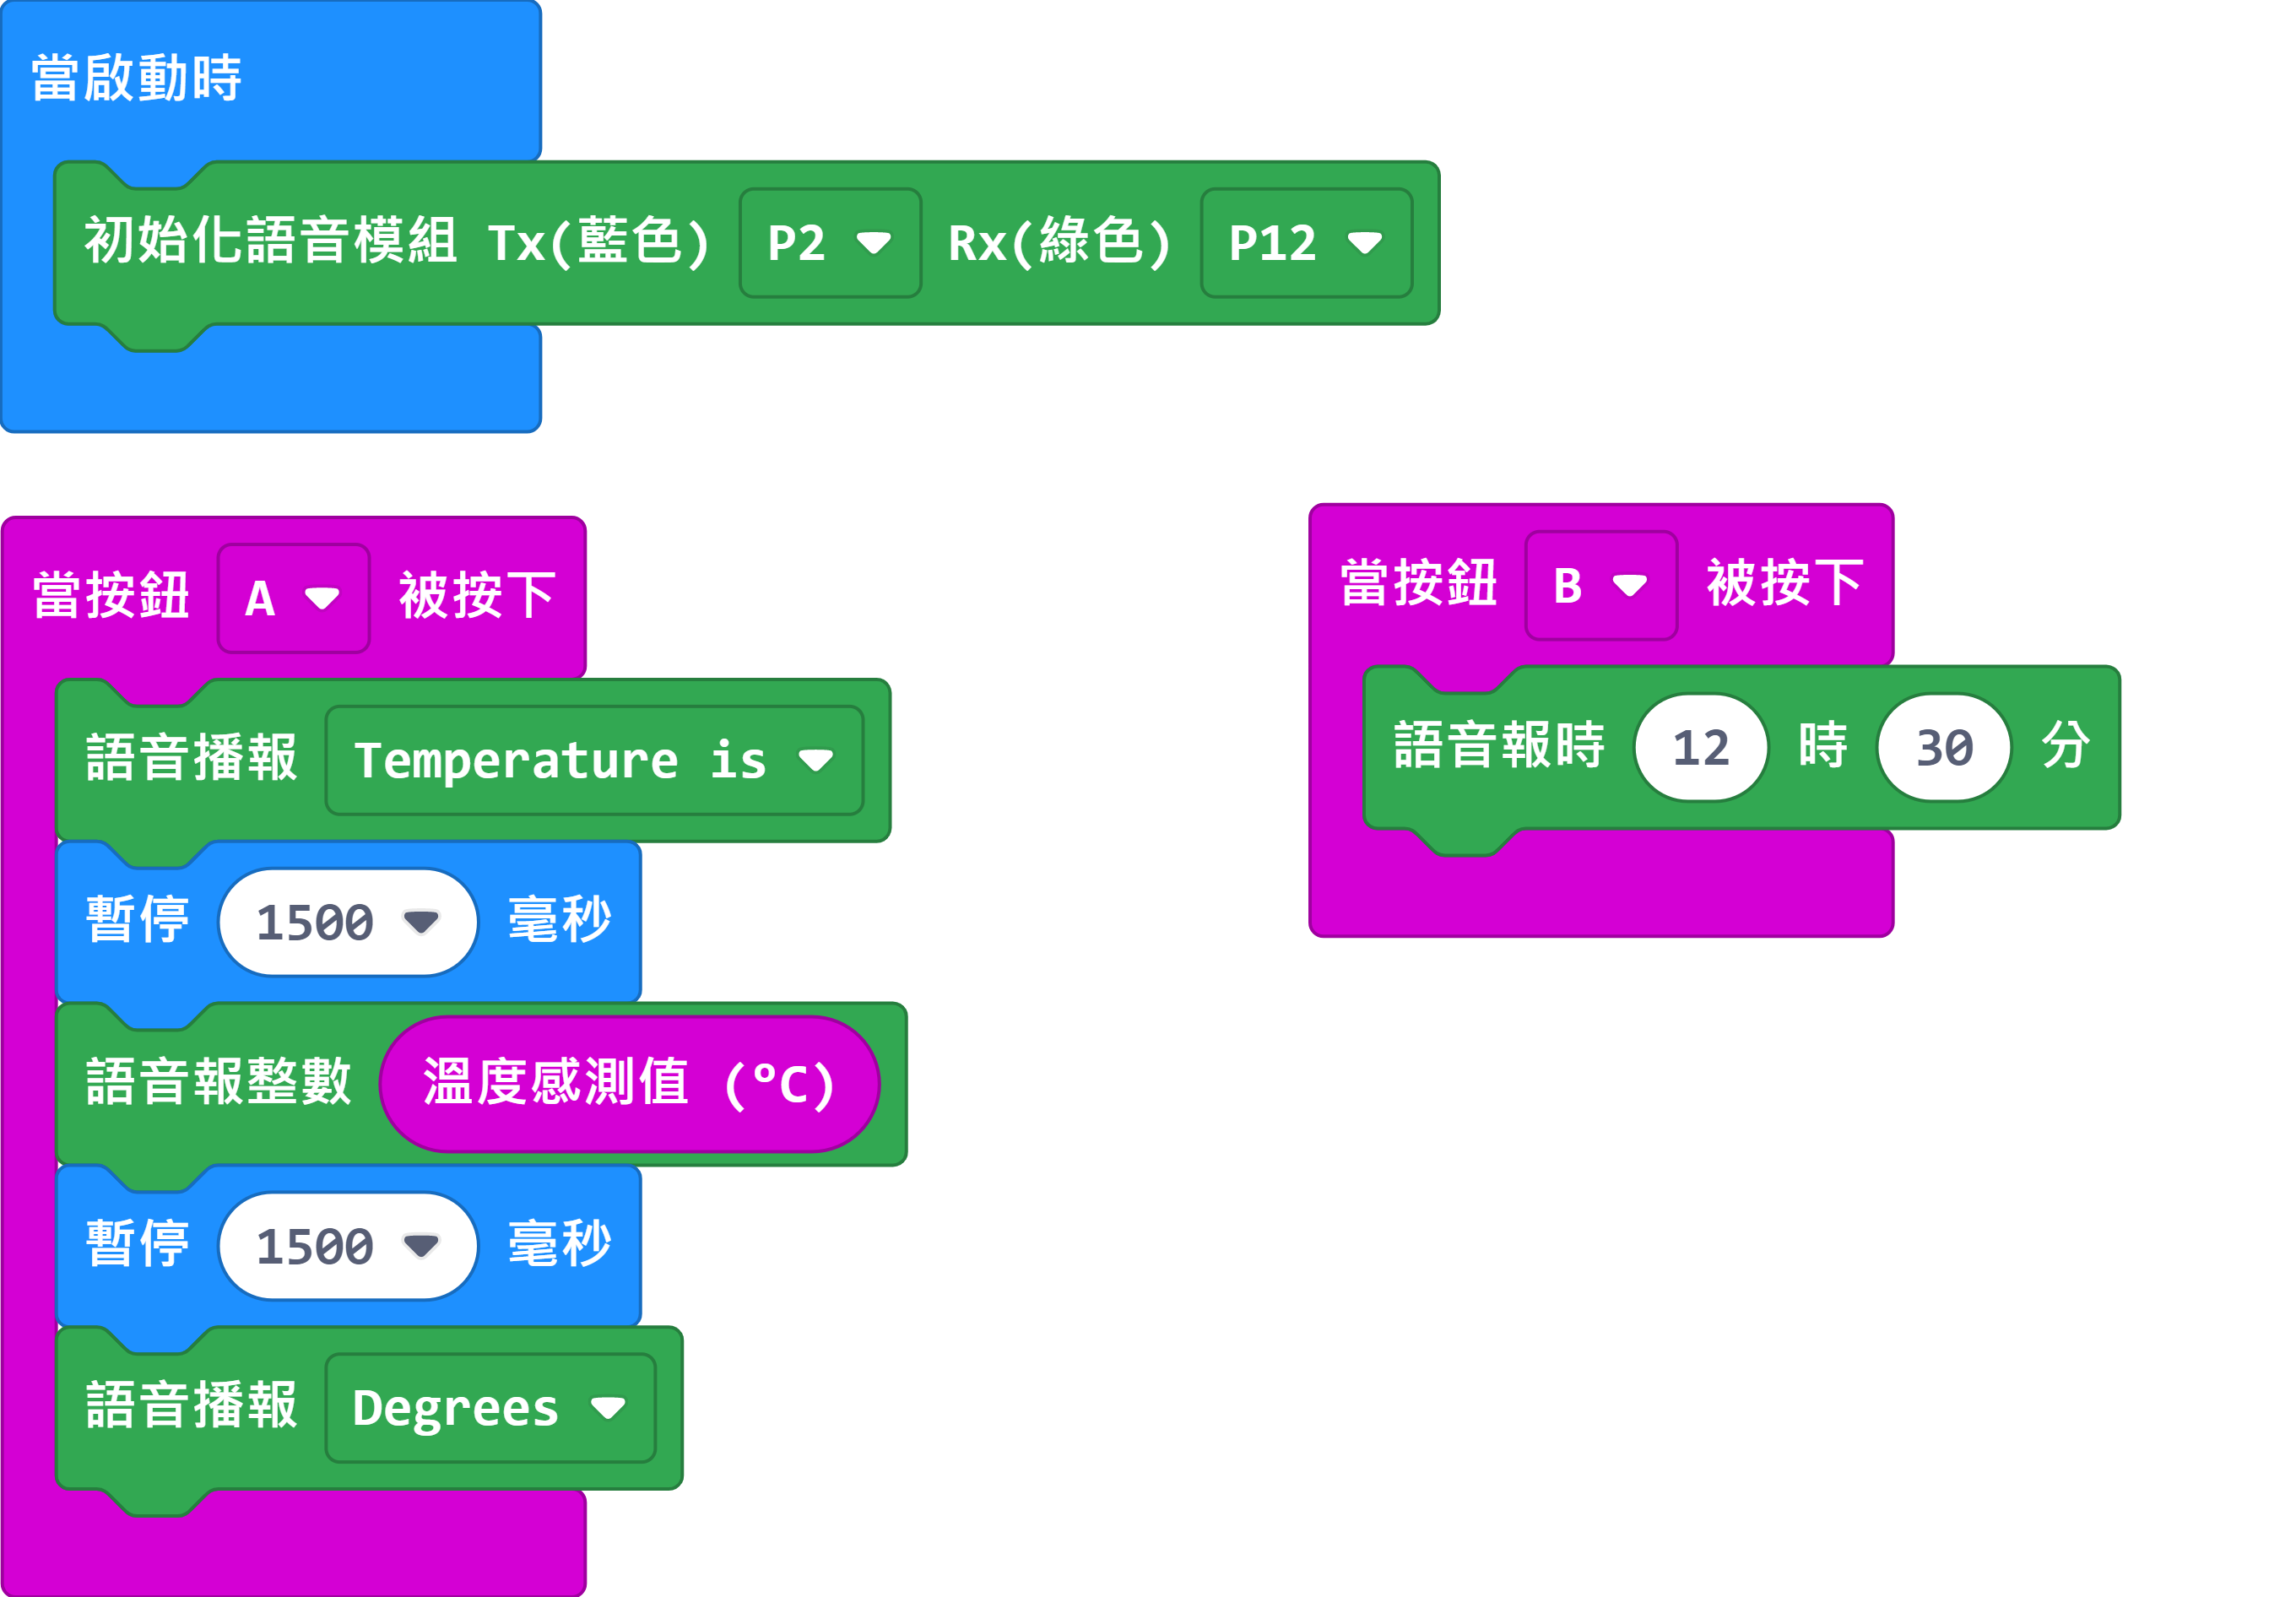 當啟動時
初始化語音模組 Tx(藍色) P2 Rx(綠色) P12
當按鈕 A 被按下
語音播報 Temperature is
暫停 1500 毫秒
語音報整數 溫度感測值 (°C)
暫停 1500 毫秒
語音播報 Degrees
當按鈕 B 被按下
語音報時 12 時 30 分